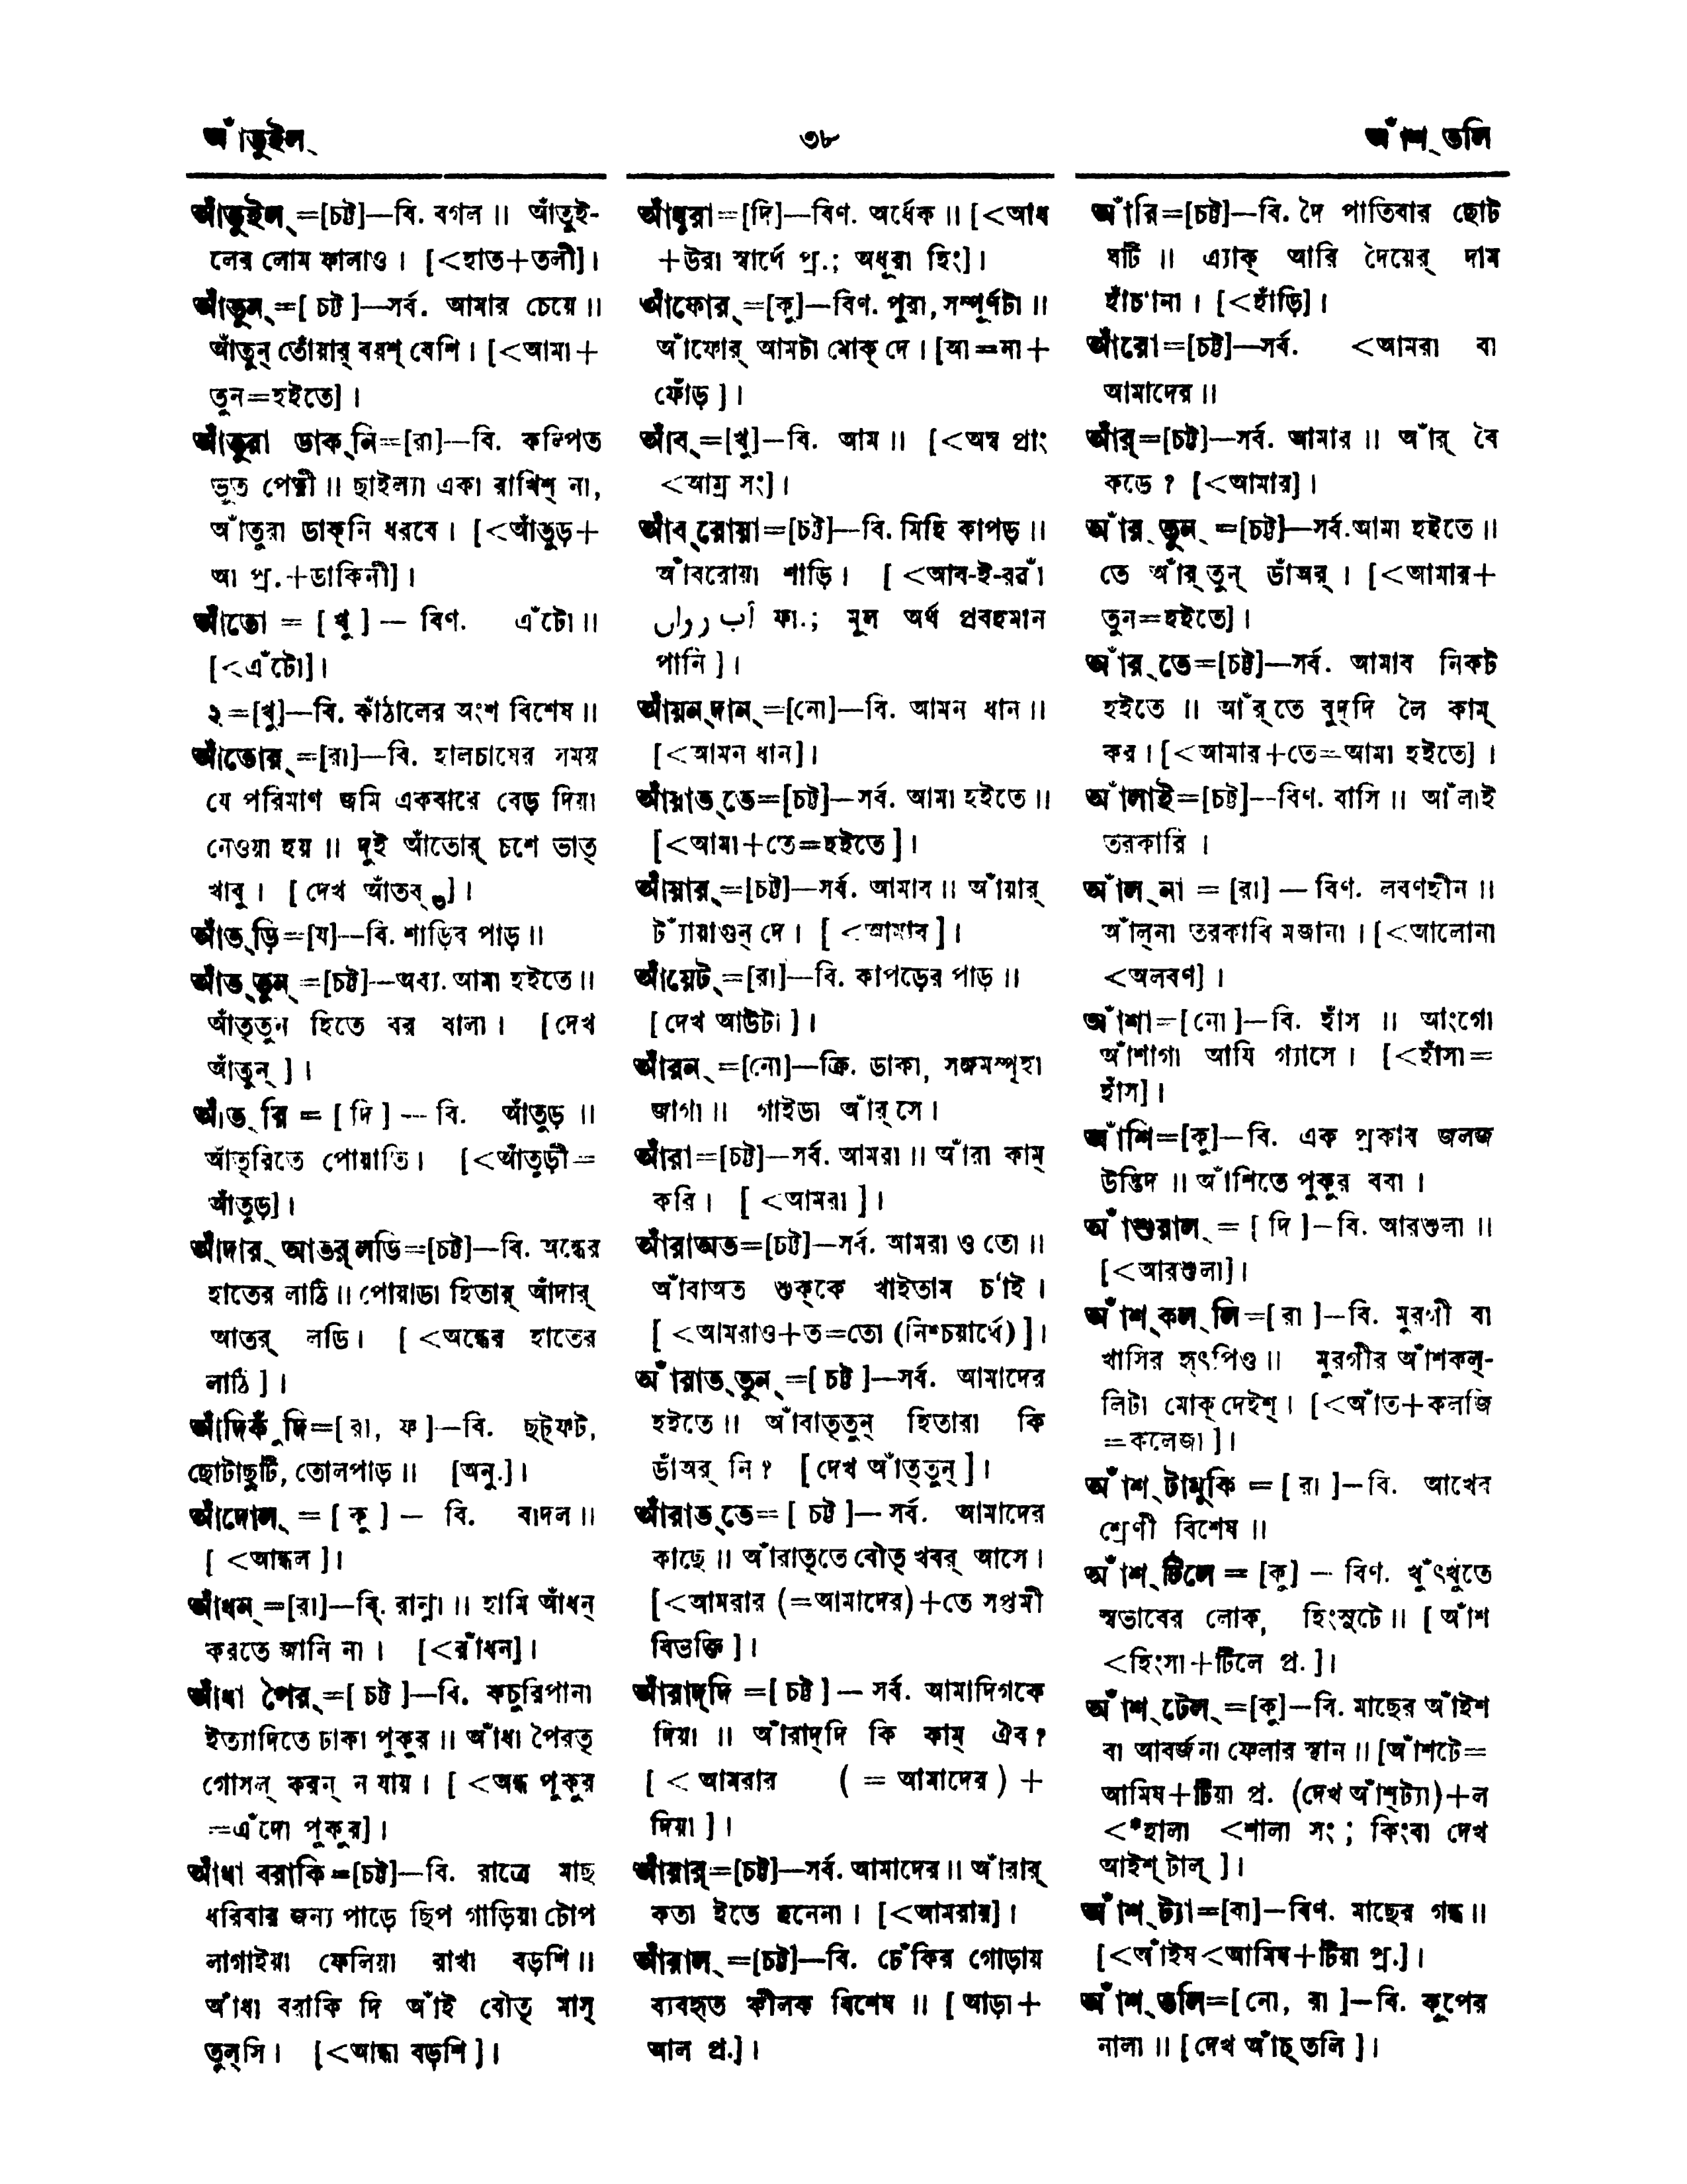 আঁতুইল্
৩৮
আঁশ্তলি
আঁতুইল্=[চট্ট]—বি. বগল॥ আঁতুই-
লের লোম ফালাও। [<হাত+তলী]।
আঁতুন্=[চট্ট]—সর্ব. আমার চেয়ে॥
আঁতুন্ তোঁয়ার্ বয়শ্ বেশি। [<আমা+
তুন=হইতে]।
আঁতুরা ডাক্নি=[রা]—বি. কল্পিত
ভূত পেত্নী॥ ছাইল্যা একা রাখিশ্ না,
আঁতুরা ডাক্‌নি ধরবে। [<আঁতুড়+
আ প্র.+ডাকিনী]।
আঁতো = [খু] — বিণ. এঁটো॥
[<এঁটো]।
২=[খু]—বি. কাঁঠালের অংশ বিশেষ॥
আঁতোর্=[রা]—বি. হালচাষের সময়
যে পরিমাণ জমি একবারে বেড় দিয়া
নেওয়া হয়॥ দুই আঁতোর্ চশে ভাত্
খাবু। [দেখ আঁতর্]।
আঁত্ড়ি=[য]—বি. শাড়ির পাড়॥
আঁত্তুন্=[চট্ট]—অব্য. আমা হইতে॥
আঁত্তুন হিতে বর বালা। [দেখ
আঁতুন্]।
আঁত্রি = [দি] — বি. আঁতুড়॥
আঁত্‌রিতে পোয়াতি। [<আঁতুড়ী=
আঁতুড়]।
আঁদার্ আতর্ লডি=[চট্ট]—বি. অন্ধের
হাতের লাঠি॥ পোয়াডা হিতার্ আঁদার্
আতর্ লডি। [<অন্ধের হাতের
লাঠি]।
আঁদিকুঁদি=[রা, ফ]—বি. ছট্‌ফট,
ছোটাছুটি, তোলপাড়॥ [অনু.]।
আঁদোল্ = [কু] – বি. বাদল॥
[<আন্ধল]।
আঁধন্=[রা]—বি. রান্না॥ হামি আঁধন্
করতে জানি না। [<রাঁধন]।
আঁধা পৈর্=[চট্ট]—বি. কচুরিপানা
ইত্যাদিতে ঢাকা পুকুর॥ আঁধা পৈরত্
গোসল্ করন্ ন যায়। [<অন্ধ পুকুর
=এঁদো পুকুর]।
আঁধা বরাকি=[চট্ট]—বি. রাত্রে মাছ
ধরিবার জন্য পাড়ে ছিপ গাড়িয়া টোপ
লাগাইয়া ফেলিয়া রাখা বড়শি॥
আঁধা বরাকি দি আঁই বৌত্ মাস্
তুল্‌সি। [<আন্ধা বড়শি]।
আঁধুরা=[দি]—বিণ. অর্ধেক॥ [<আধ
+উরা স্বার্থে প্র.; অধূরা হিং]।
আঁফোর্=[কু]—বিণ. পুরা, সম্পূর্ণটা॥
আঁফোর্ আমটা মোক্ দে। [আ=না+
ফোঁড়]।
আঁব্=[খু]—বি. আম॥ [<অম্ব প্রাং
<আম্র সং]।
আঁব্‌রোয়া=[চট্ট]—বি. মিহি কাপড়॥
আঁবরোয়া শাড়ি। [<আব-ই-রবাঁ
آب رواں ফা.; মূল অর্থ প্রবহমান
পানি]।
আঁয়ন্ দান্=[নো]—বি. আমন ধান॥
[<আমন ধান]।
আঁয়াত্তে=[চট্ট]—সর্ব. আমা হইতে॥
[<আমা+তে=হইতে]।
আঁয়ার্=[চট্ট]—সর্ব. আমার॥ আঁয়ার্
টঁ্যায়াগুন্ দে। [<আমার]।
আঁয়েট্=[রা]—বি. কাপড়ের পাড়॥
[দেখ আউটা]।
আঁরন্=[নো]—ক্রি. ডাকা, সঙ্গমস্পৃহা
জাগা॥ গাইডা আঁর্‌সে।
আঁরা=[চট্ট]—সর্ব. আমরা॥ আঁরা কাম্
করি। [<আমরা]।
আঁরাঅত=[চট্ট]—সর্ব. আমরা ও তো॥
আঁরাঅত শুক্‌কে খাইতাম চ'াই।
[<আমরাও+ত=তো (নিশ্চয়ার্থে)]।
আঁরাত্তুন্=[চট্ট]—সর্ব. আমাদের
হইতে॥ আঁরাত্তুন্ হিতারা কি
ডাঁঅর্ নি? [দেখ আঁত্তুন্]।
আঁরাত্তে=[চট্ট]—সর্ব. আমাদের
কাছে॥ আঁরাত্তে বৌত্ খবর্ আসে।
[<আমরার (=আমাদের)+তে সপ্তমী
বিভক্তি]।
আঁরাদ্‌দি=[চট্ট] — সর্ব. আমাদিগকে
দিয়া॥ আঁরাদ্‌দি কি কাম্ ঐব?
[< আমরার (=আমাদের) +
দিয়া]।
আঁরার্=[চট্ট]—সর্ব. আমাদের॥ আঁরার্
কতা ইতে হুনেনা। [<আমরার]।
আঁরাল্=[চট্ট]—বি. ঢেঁকির গোড়ায়
ব্যবহৃত কীলক বিশেষ॥ [আড়া+
আল প্র.]।
আঁরি=[চট্ট]—বি. দৈ পাতিবার ছোট
ঘটি॥ এ্যাক্ আরি দৈয়ের্ দাম
হাঁচ'ানা। [<হাঁড়ি]।
আঁরো=[চট্ট]—সর্ব. <আমরা বা
আমাদের॥
আঁর্=[চট্ট]—সর্ব. আমার॥ আঁর্ বৈ
কডে? [<আমার]।
আঁর্ তুন্=[চট্ট]—সর্ব. আমা হইতে॥
তে আঁর্ তুন্ ডাঁঅর্। [<আমার+
তুন=হইতে]।
আঁর্তে=[চট্ট]—সর্ব. আমার নিকট
হইতে॥ আঁর্তে বুদ্‌দি লৈ কাম্
কর। [<আমার+তে=আমা হইতে]।
আঁলাই=[চট্ট]—বিণ. বাসি॥ আঁলাই
তরকারি।
আঁল্‌না = [রা] — বিণ. লবণহীন॥
আঁল্‌না তরকারি মজানা। [<আলোনা
<অলবণ]।
আঁশা=[নো]—বি. হাঁস॥ আংগো
আঁশাগা আযি গ্যাসে। [<হাঁসা=
হাঁস]।
আঁশি=[কু]—বি. এক প্রকার জলজ
উদ্ভিদ॥ আঁশিতে পুকুর ববা।
আঁশুয়াল্ = [দি]—বি. আরশুলা॥
[<আরশুলা]।
আঁশ্ কল্লি=[রা]—বি. মুরগী বা
খাসির হৃৎপিণ্ড॥ মুরগীর আঁশকল্-
লিটা মোক্ দেইশ্। [<আঁত+কলজি
=কলেজা]।
আঁশ্ টামুকি = [রা]—বি. আখের
শ্রেণী বিশেষ॥
আঁশ্ টিলে = [কু] — বিণ. খুঁৎখুঁতে
স্বভাবের লোক, হিংসুটে॥ [আঁশ
<হিংসা+টিলে প্র.]।
আঁশ্ টেল্=[কু]—বি. মাছের আঁইশ
বা আবর্জনা ফেলার স্থান॥ [আঁশটে=
আমিষ+টিয়া প্র. (দেখ আঁশ্‌ট্যা)+ল
<*হালা <শালা সং; কিংবা দেখ
আইশ্ টাল্]।
আঁশ্ ট্যা=[রা]—বিণ. মাছের গন্ধ॥
[<আঁইষ<আমিষ+টিয়া প্র.]।
আঁশ্ তলি=[নো, রা]—বি. কূপের
নালা॥ [দেখ আঁচ্ তলি]।